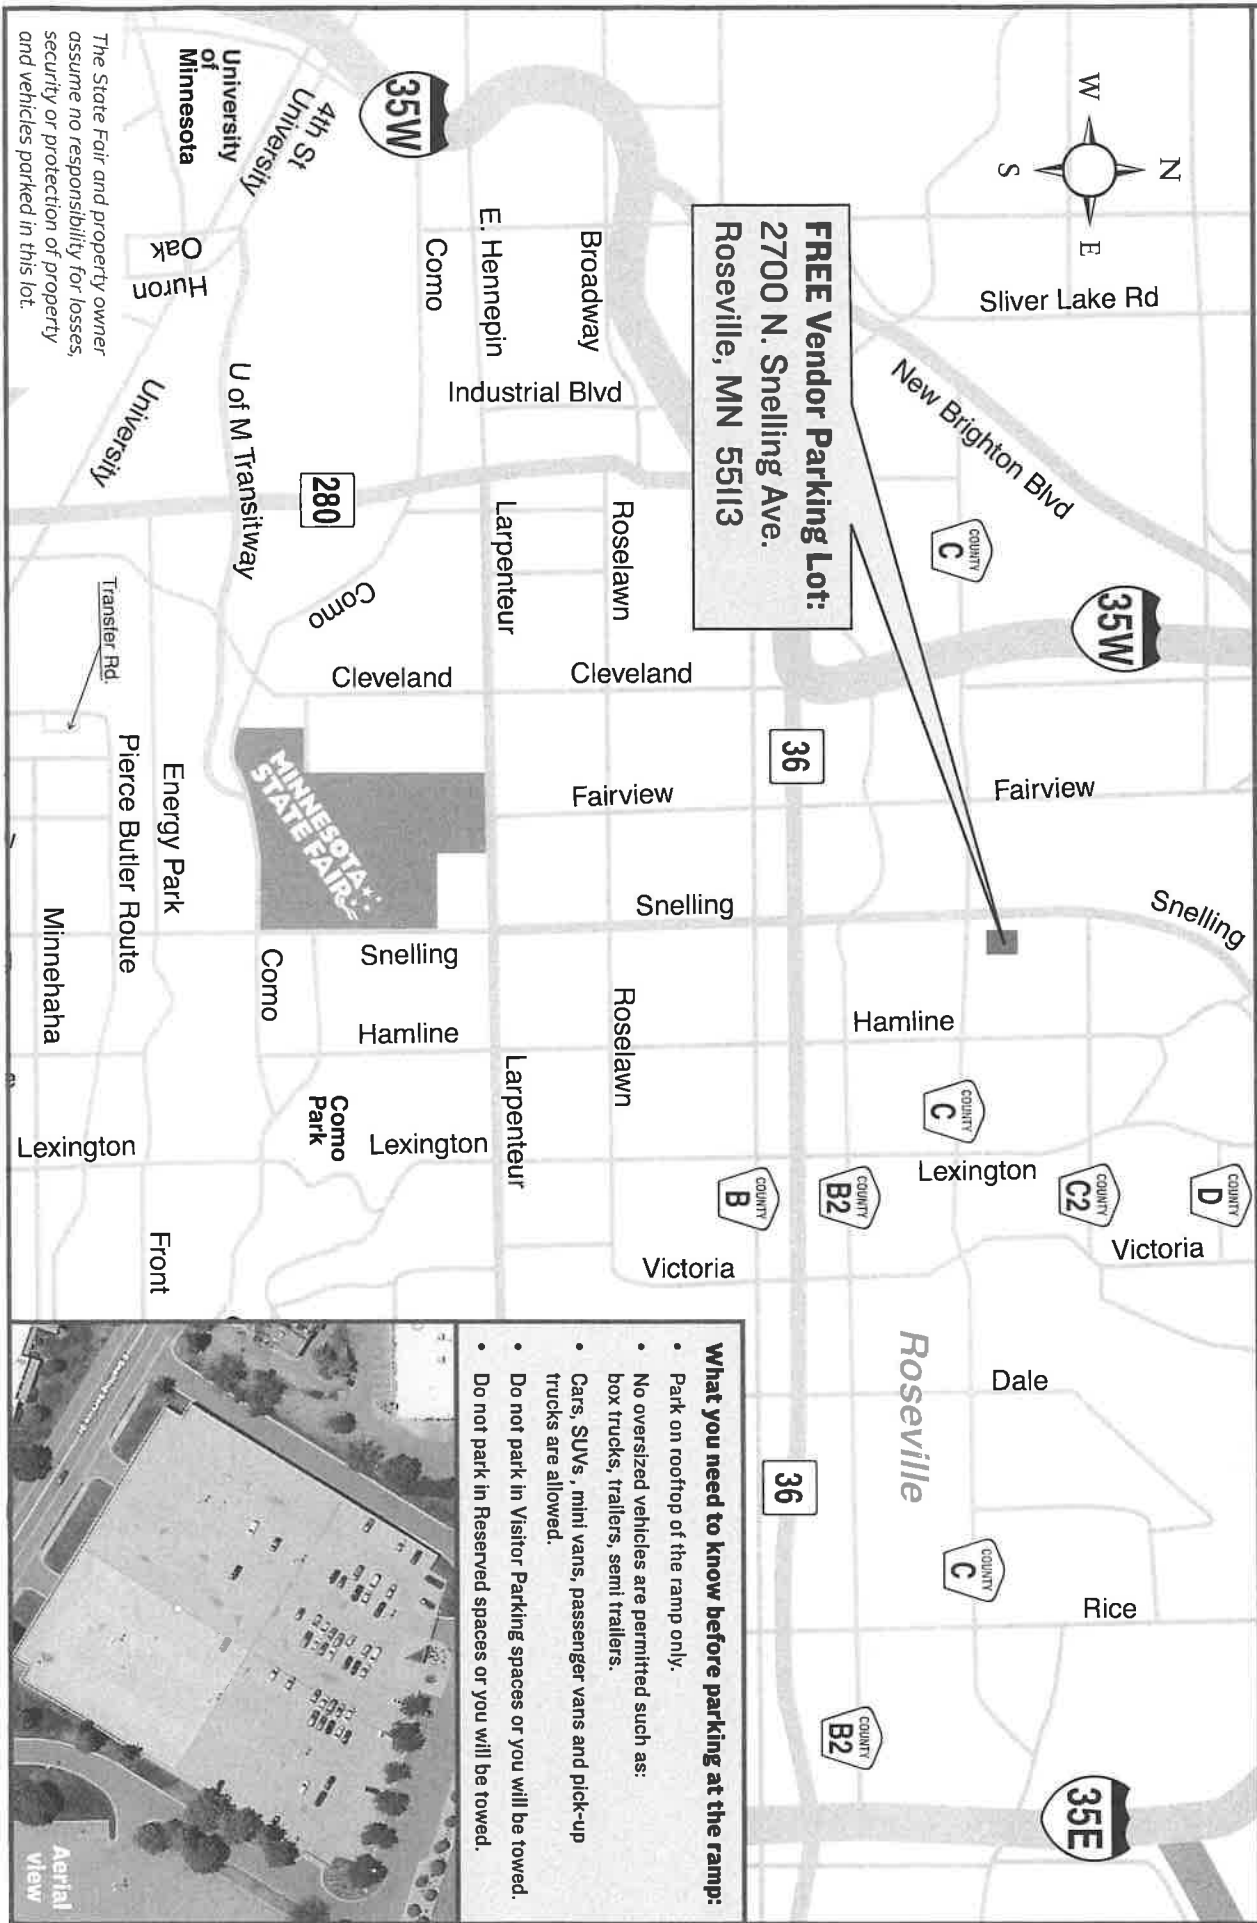 W
N
E
S
35W
FREE Vendor Parking Lot:
2700 N. Snelling Ave.
Roseville, MN 55113
Sliver Lake Rd
New Brighton Blvd
COUNTY
C
35W
Snelling
Fairview
Hamline
COUNTY
C
Lexington
COUNTY
C2
COUNTY
D
COUNTY
B2
COUNTY
B
Victoria
Victoria
Roseville
Dale
36
36
COUNTY
C
Rice
COUNTY
B2
35E
Broadway
E. Hennepin
Como
Industrial Blvd
Roselawn
Larpenteur
Cleveland
Cleveland
Fairview
Snelling
Roselawn
Larpenteur
280
Como
U of M Transitway
MINNESOTA
STATE FAIR
Snelling
Hamline
Como
Como
Park
Lexington
Lexington
Front
Energy Park
Pierce Butler Route
Minnehaha
Transfer Rd.
University
Huron
Oak
4th St
University
University
of
Minnesota
The State Fair and property owner
assume no responsibility for losses,
security or protection of property
and vehicles parked in this lot.
What you need to know before parking at the ramp:
• Park on rooftop of the ramp only.
• No oversized vehicles are permitted such as:
box trucks, trailers, semi trailers.
• Cars, SUVs , mini vans, passenger vans and pick-up
trucks are allowed.
• Do not park in Visitor Parking spaces or you will be towed.
• Do not park in Reserved spaces or you will be towed.
Aerial
view